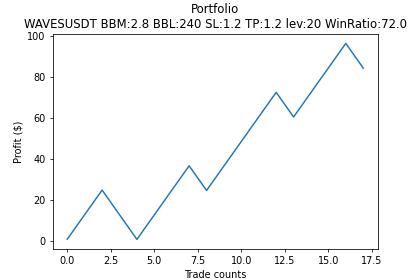 Portfolio
WAVESUSDT BBM:2.8 BBL:240 SL:1.2 TP:1.2 lev:20 WinRatio:72.0
100
80
60
40
20
0
Profit ($)
0.0 2.5 5.0 7.5 10.0 12.5 15.0 17.5
Trade counts